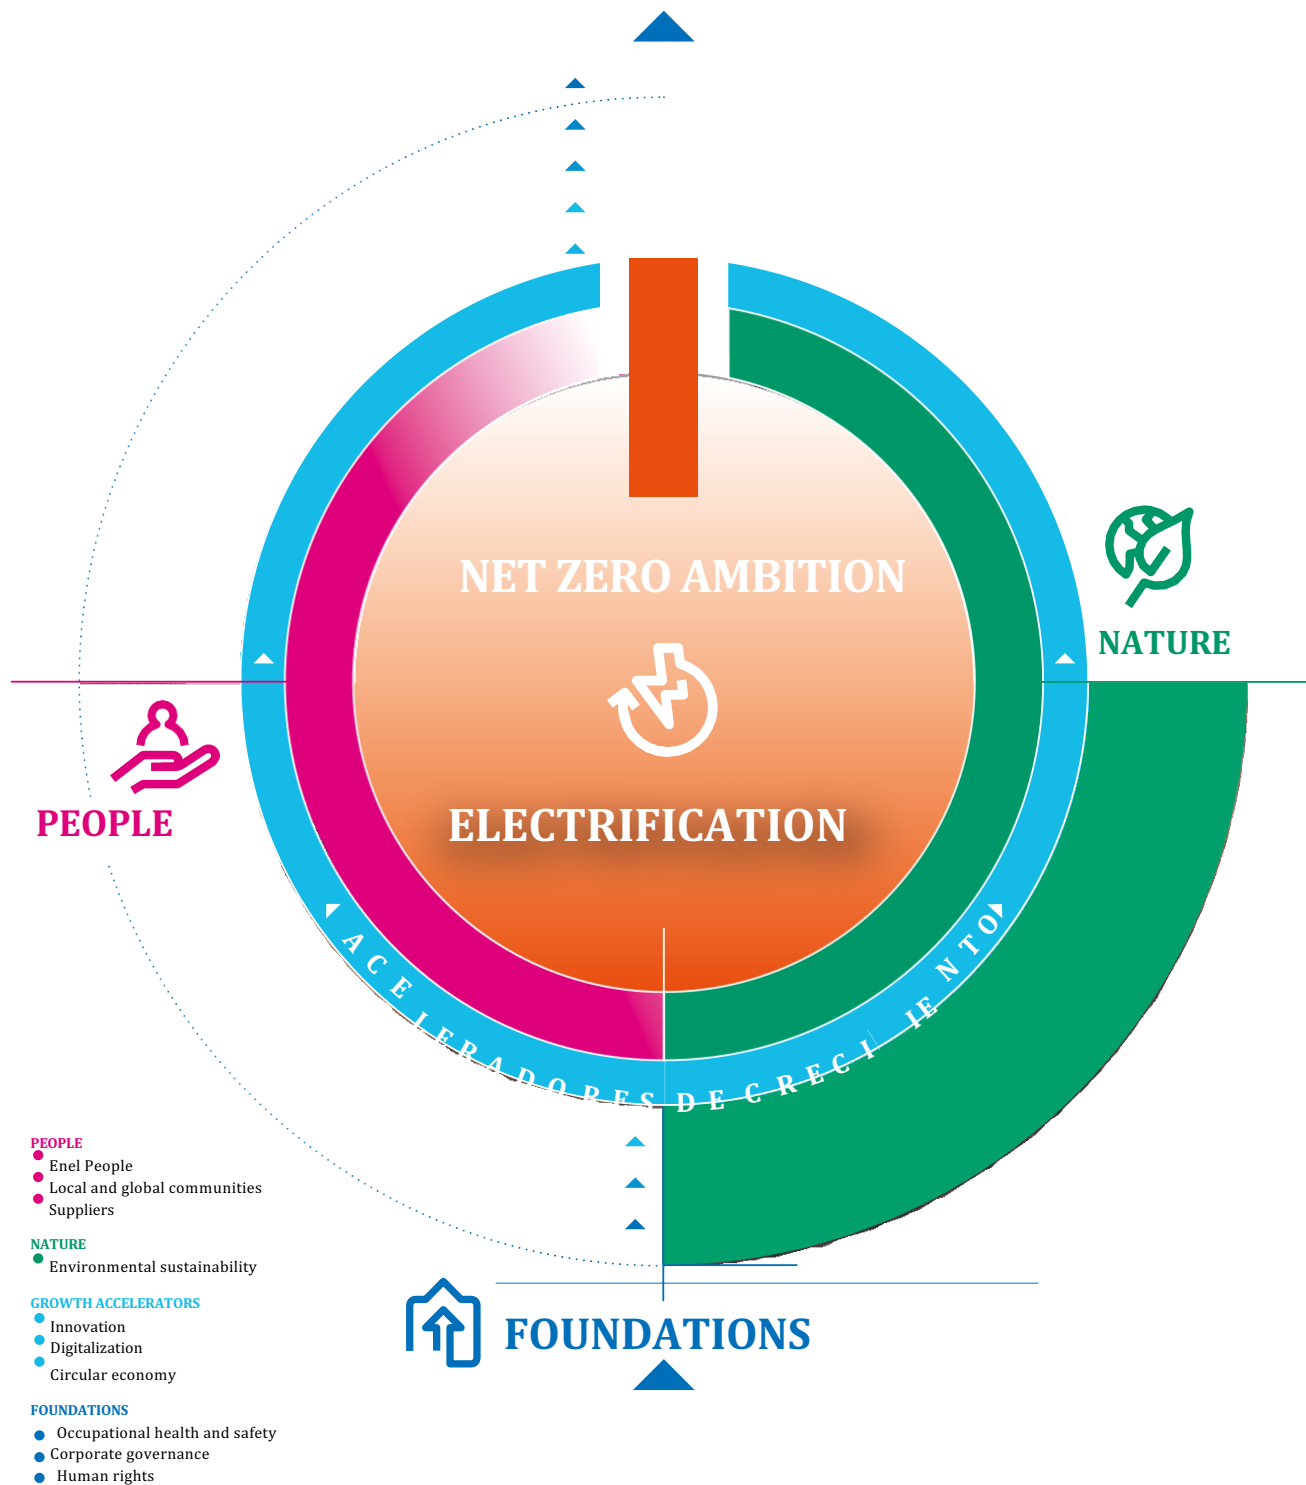 NET ZERO AMBITION
NATURE
ELECTRIFICATION
PEOPLE
ACELERADORES DE CRECI IENTO
FOUNDATIONS
PEOPLE
Enel People
Local and global communities
Suppliers
NATURE
Environmental sustainability
GROWTH ACCELERATORS
Innovation
Digitalization
Circular economy
FOUNDATIONS
Occupational health and safety
Corporate governance
Human rights